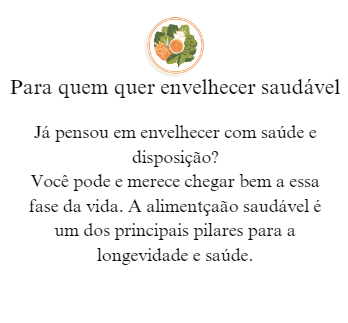 Para quem quer envelhecer saudável
Já pensou em envelhecer com saúde e
disposição?
Você pode e merece chegar bem a essa
fase da vida. A alimentçaão saudável é
um dos principais pilares para a
longevidade e saúde.